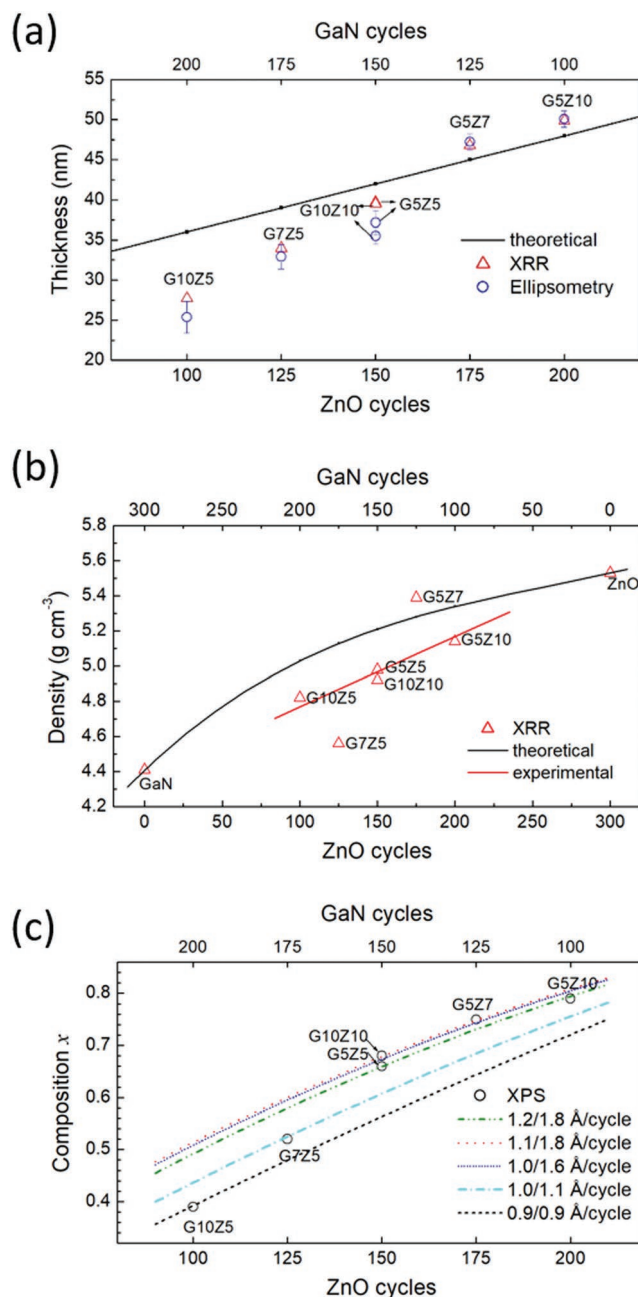 (a)
GaN cycles
200 175 150 125 100
55
50
45
40
35
30
25
20
Thickness (nm)
G5Z10
G5Z7
G10Z10
G5Z5
G7Z5
G10Z5
theoretical
XRR
Ellipsometry
100 125 150 175 200
ZnO cycles
(b)
GaN cycles
300 250 200 150 100 50 0
5.8
5.6
5.4
5.2
5.0
4.8
4.6
4.4
4.2
Density (g cm⁻³)
ZnO
G5Z7
G5Z10
G5Z5
G10Z10
G10Z5
G7Z5
GaN
XRR
theoretical
experimental
0 50 100 150 200 250 300
ZnO cycles
(c)
GaN cycles
200 175 150 125 100
0.8
0.7
0.6
0.5
0.4
Composition x
G5Z10
G5Z7
G10Z10
G5Z5
G7Z5
G10Z5
XPS
1.2/1.8 Å/cycle
1.1/1.8 Å/cycle
1.0/1.6 Å/cycle
1.0/1.1 Å/cycle
0.9/0.9 Å/cycle
100 125 150 175 200
ZnO cycles